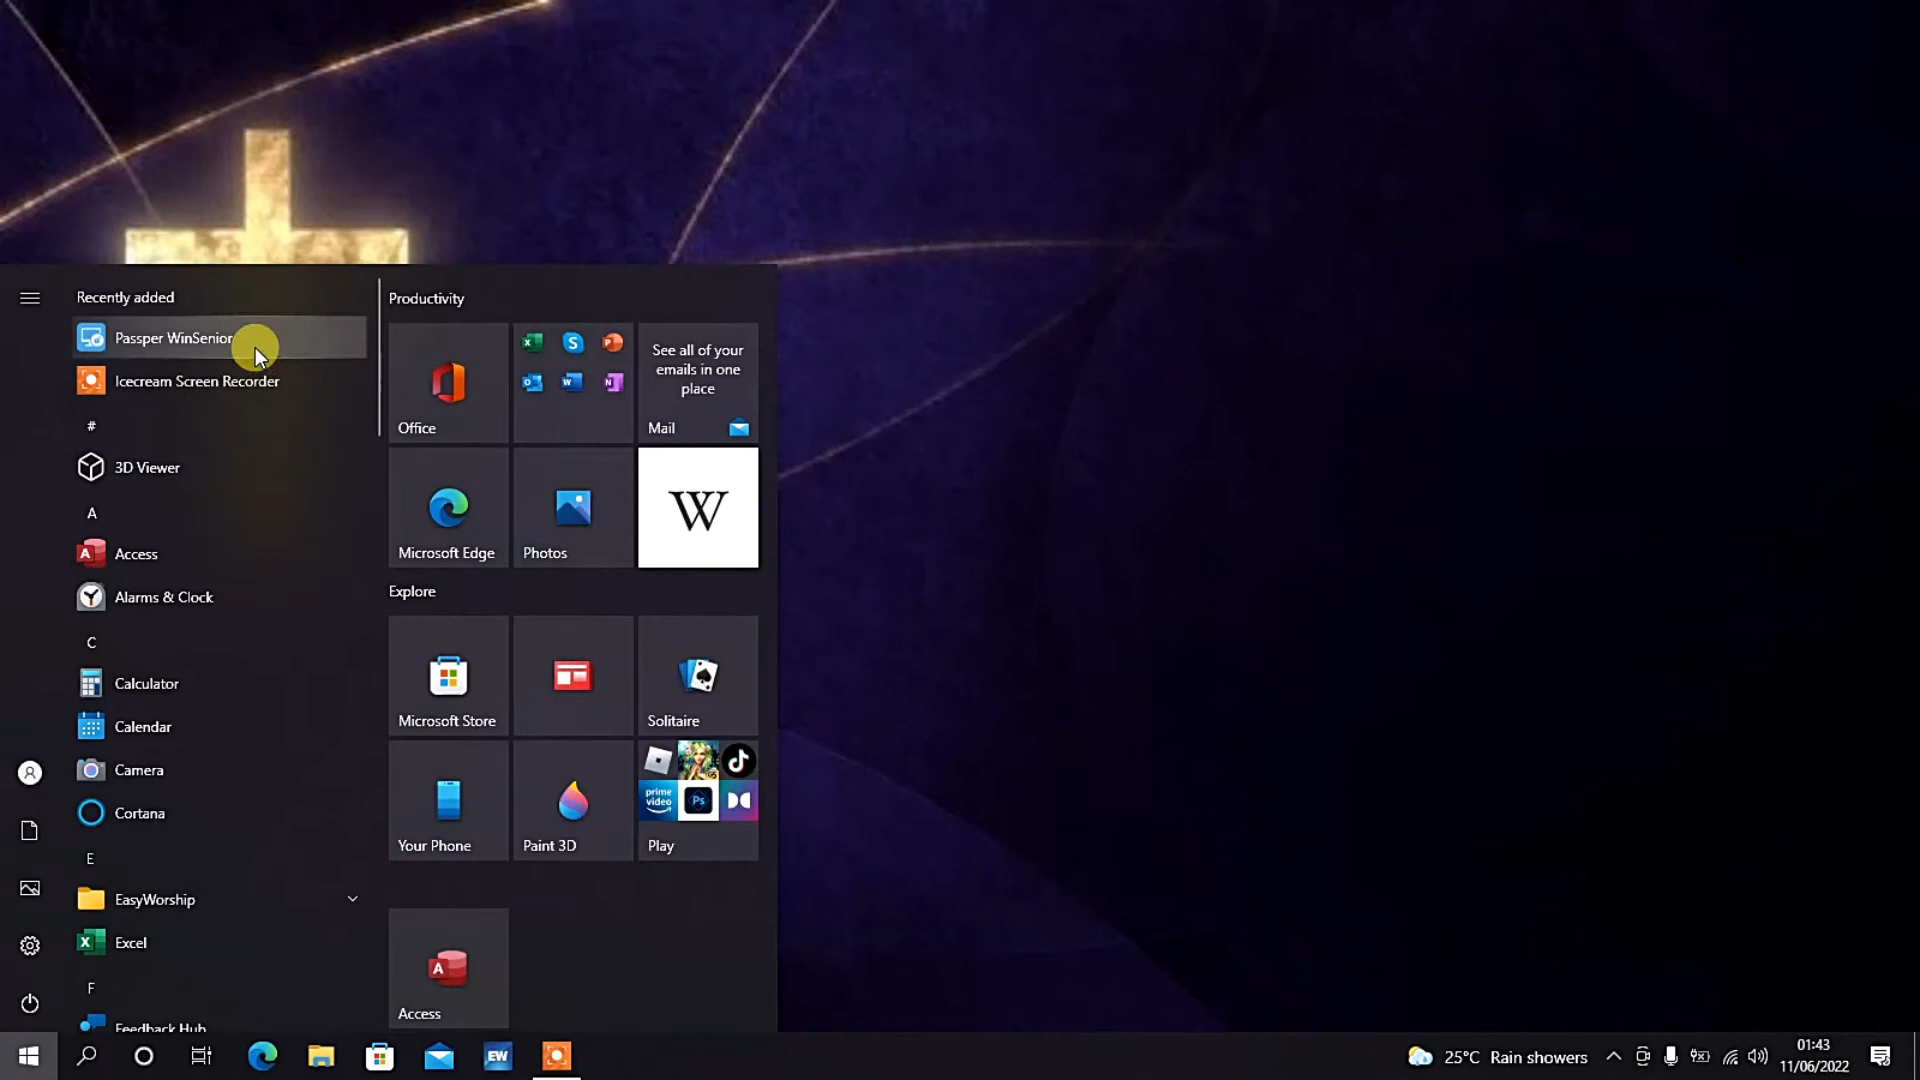 Recently added
Passper WinSenior
Icecream Screen Recorder
#
3D Viewer
A
Access
Alarms & Clock
C
Calculator
Calendar
Camera
Cortana
E
EasyWorship
Excel
F
Feedback Hub
Productivity
Office
See all of your
emails in one
place
Mail
Microsoft Edge
Photos
W
Explore
Microsoft Store
Solitaire
Your Phone
Paint 3D
prime
video
Ps
Play
Access
EW
25°C Rain showers
01:43
11/06/2022